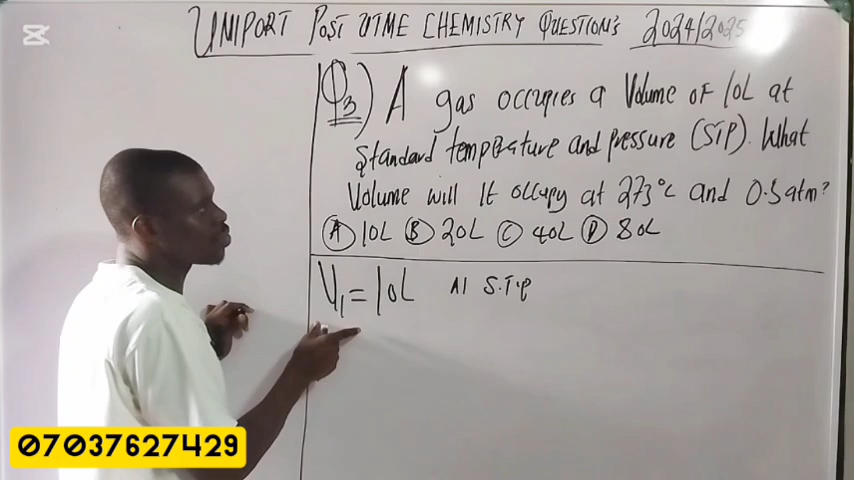 UNIPORT POST UTME CHEMISTRY QUESTION'S 2024/2025
Q3) A gas occupies a Volume OF 10L at
Standard temperature and pressure (STP). What
Volume will It occupy at 273°C and 0.5atm?
(A) 10L (B) 20L (C) 40L (D) 80L
V1 = 10L At S.T.P
07037627429